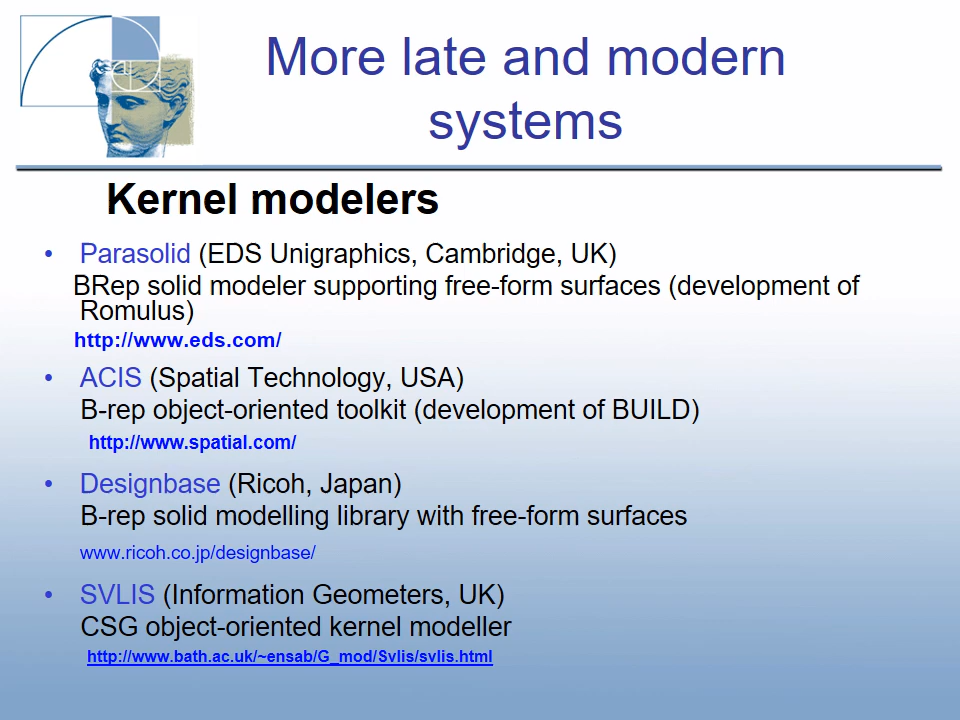 More late and modern
systems
Kernel modelers
• Parasolid (EDS Unigraphics, Cambridge, UK)
BRep solid modeler supporting free-form surfaces (development of
Romulus)
http://www.eds.com/
• ACIS (Spatial Technology, USA)
B-rep object-oriented toolkit (development of BUILD)
http://www.spatial.com/
• Designbase (Ricoh, Japan)
B-rep solid modelling library with free-form surfaces
www.ricoh.co.jp/designbase/
• SVLIS (Information Geometers, UK)
CSG object-oriented kernel modeller
http://www.bath.ac.uk/~ensab/G_mod/Svlis/svlis.html